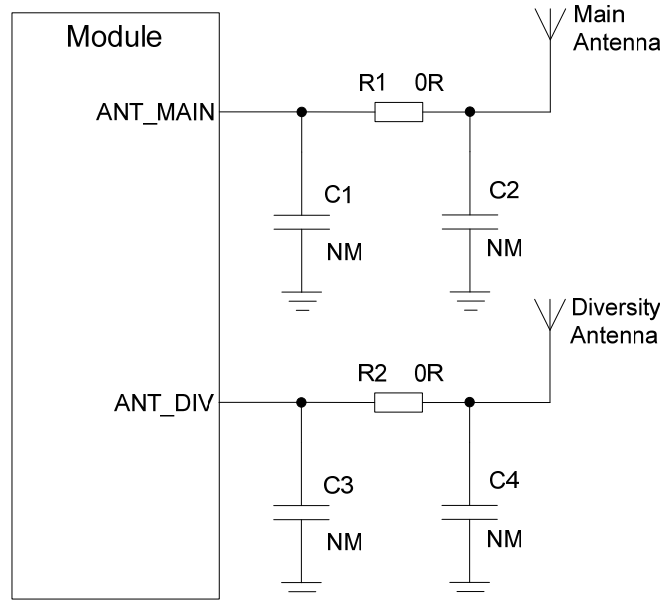 Module
Main
Antenna
R1 0R
ANT_MAIN
C1
C2
NM
NM
Diversity
Antenna
R2 0R
ANT_DIV
C3
C4
NM
NM